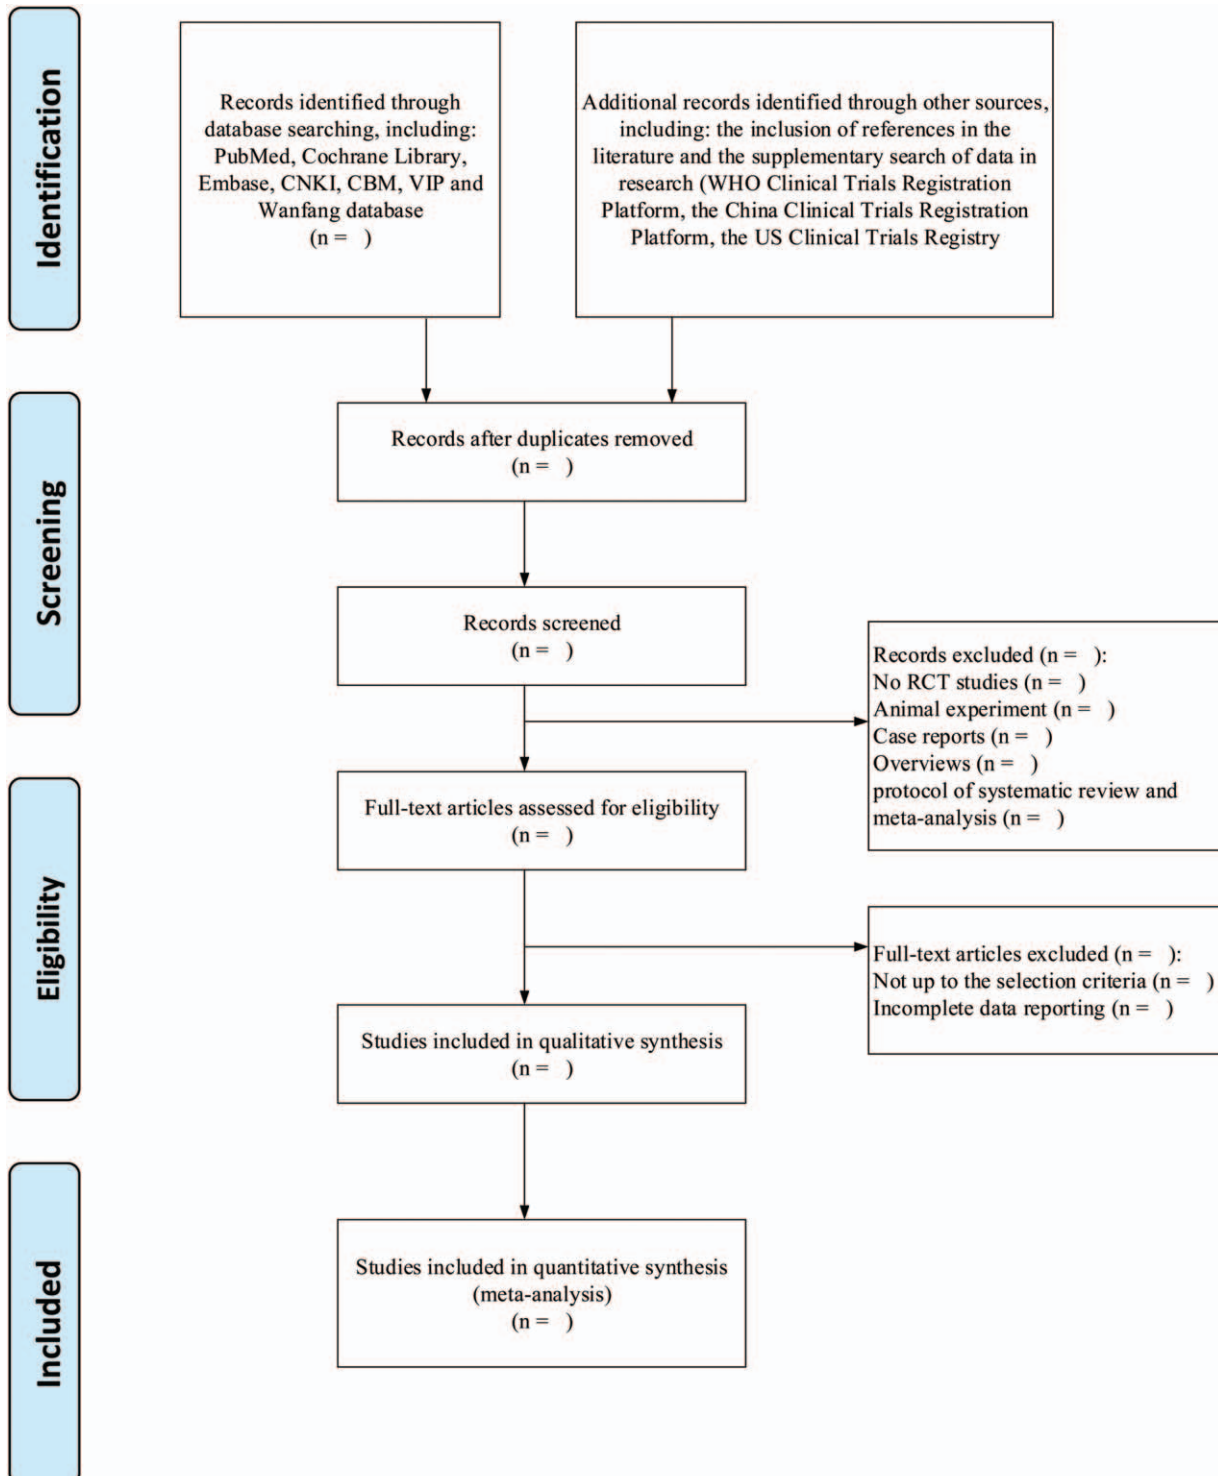 Identification
Records identified through
database searching, including:
PubMed, Cochrane Library,
Embase, CNKI, CBM, VIP and
Wanfang database
(n =   )
Additional records identified through other sources,
including: the inclusion of references in the
literature and the supplementary search of data in
research (WHO Clinical Trials Registration
Platform, the China Clinical Trials Registration
Platform, the US Clinical Trials Registry
Screening
Records after duplicates removed
(n =   )
Records screened
(n =   )
Records excluded (n =   ):
No RCT studies (n =   )
Animal experiment (n =   )
Case reports (n =   )
Overviews (n =   )
protocol of systematic review and
meta-analysis (n =   )
Eligibility
Full-text articles assessed for eligibility
(n =   )
Full-text articles excluded (n =   ):
Not up to the selection criteria (n =   )
Incomplete data reporting (n =   )
Studies included in qualitative synthesis
(n =   )
Included
Studies included in quantitative synthesis
(meta-analysis)
(n =   )